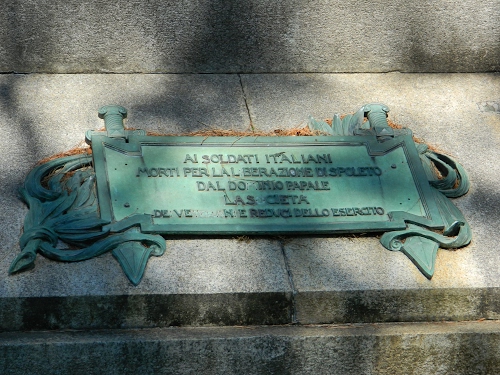 AI SOLDATI ITALIANI
MORTI PER LA LIBERAZIONE DI SPOLETO
DAL DOMINIO PAPALE
LA SOCIETA
DEI VETERANI E REDUCI DELLO ESERCITO